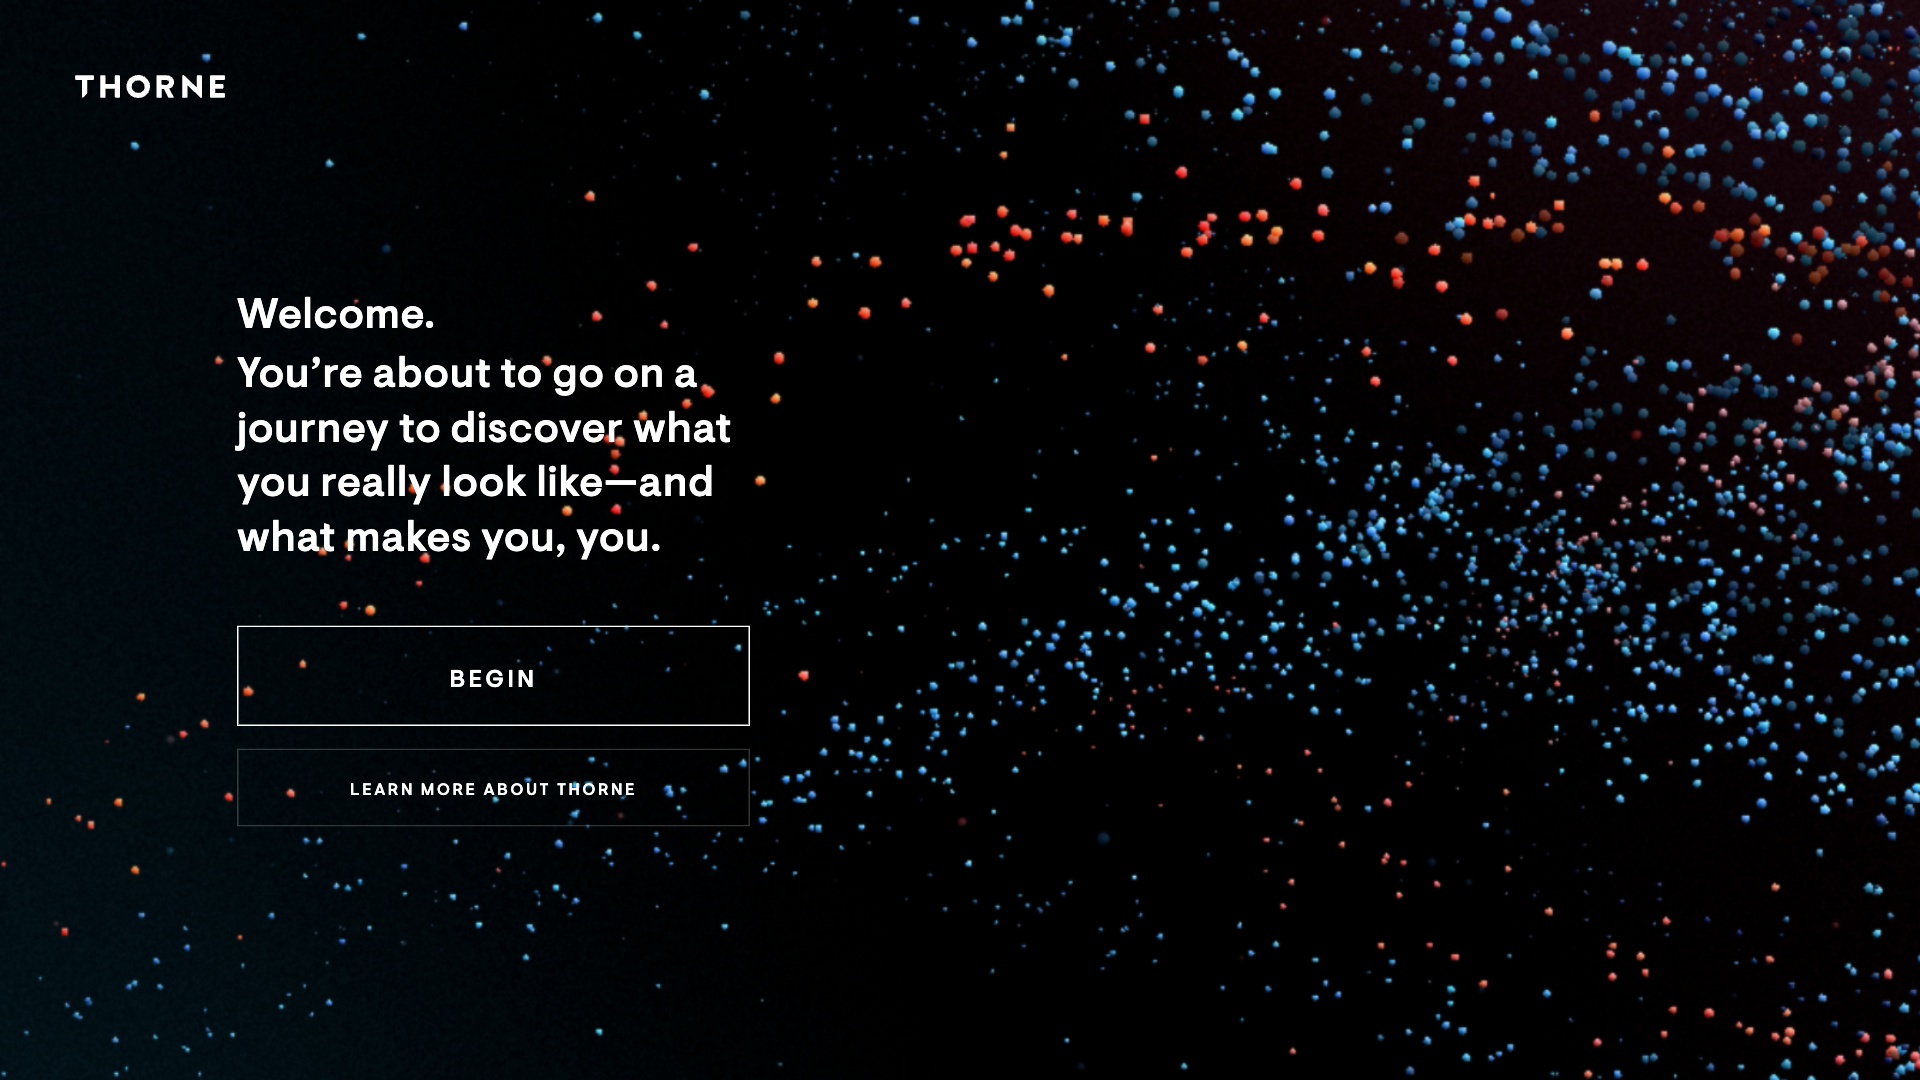 THORNE
Welcome.
You’re about to go on a
journey to discover what
you really look like—and
what makes you, you.
BEGIN
LEARN MORE ABOUT THORNE